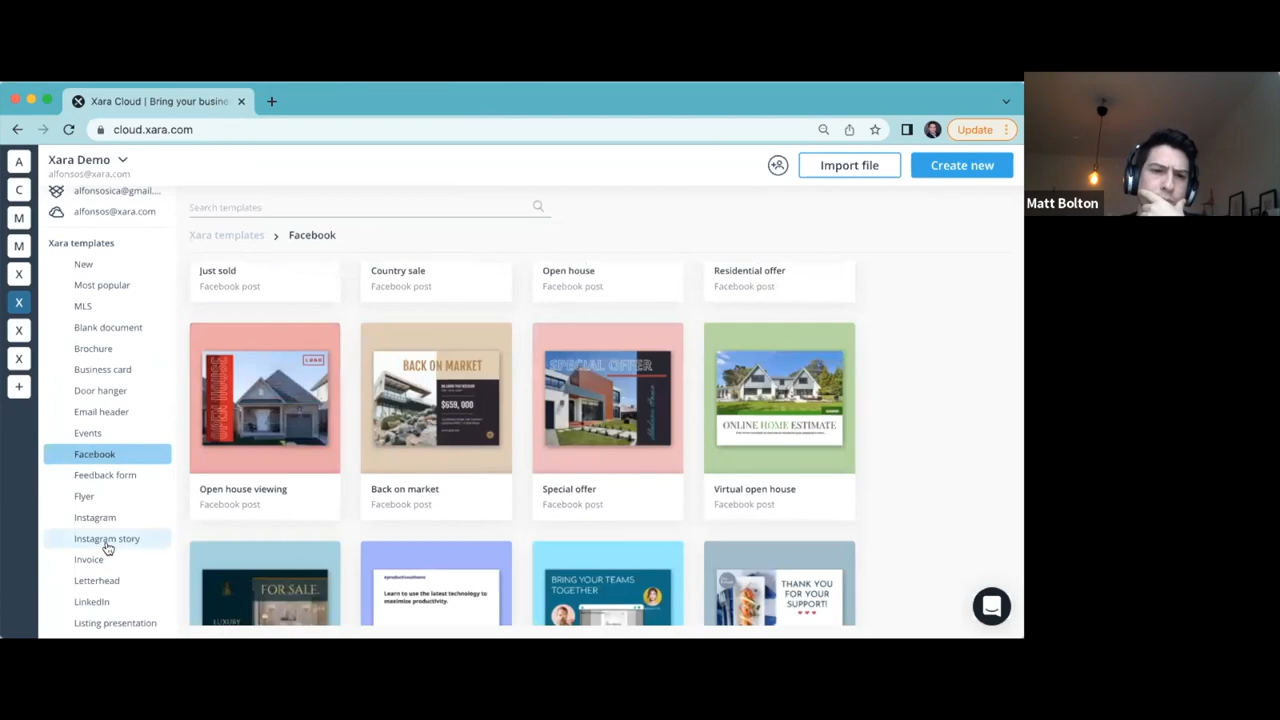 Xara Cloud | Bring your busine
cloud.xara.com
Update
A
C
M
M
X
X
X
X
+
Xara Demo
alfonsos@xara.com
Import file
Create new
alfonsosica@gmail....
alfonsos@xara.com
Xara templates
New
Most popular
MLS
Blank document
Brochure
Business card
Door hanger
Email header
Events
Facebook
Feedback form
Flyer
Instagram
Instagram story
Invoice
Letterhead
LinkedIn
Listing presentation
Search templates
Xara templates > Facebook
Just sold
Facebook post
Country sale
Facebook post
Open house
Facebook post
Residential offer
Facebook post
OPEN HOUSE
LOGO
Open house viewing
Facebook post
BACK ON MARKET
$659,000
Back on market
Facebook post
SPECIAL OFFER
Special offer
Facebook post
ONLINE HOME ESTIMATE
Virtual open house
Facebook post
FOR SALE.
LUXURY
Learn to use the latest technology to
maximize productivity.
BRING YOUR TEAMS
TOGETHER
THANK YOU
FOR YOUR
SUPPORT!
Matt Bolton